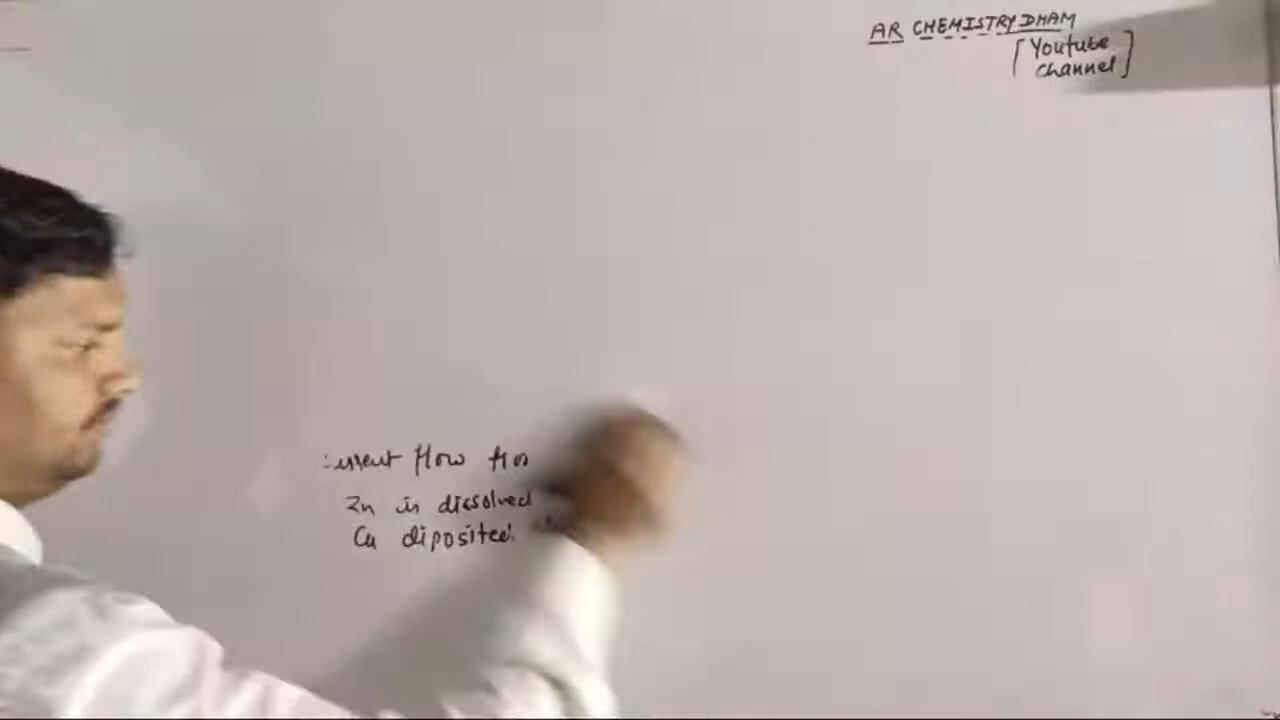 AR CHEMISTRY DHAM
[Youtube
channel]
flow
Zn is dissolved
Cu diposited.